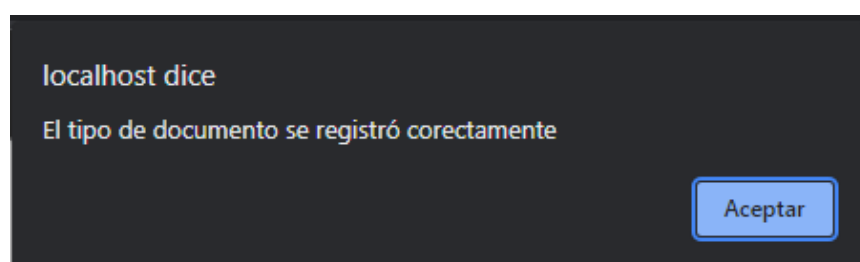 localhost dice
El tipo de documento se registró corectamente
Aceptar